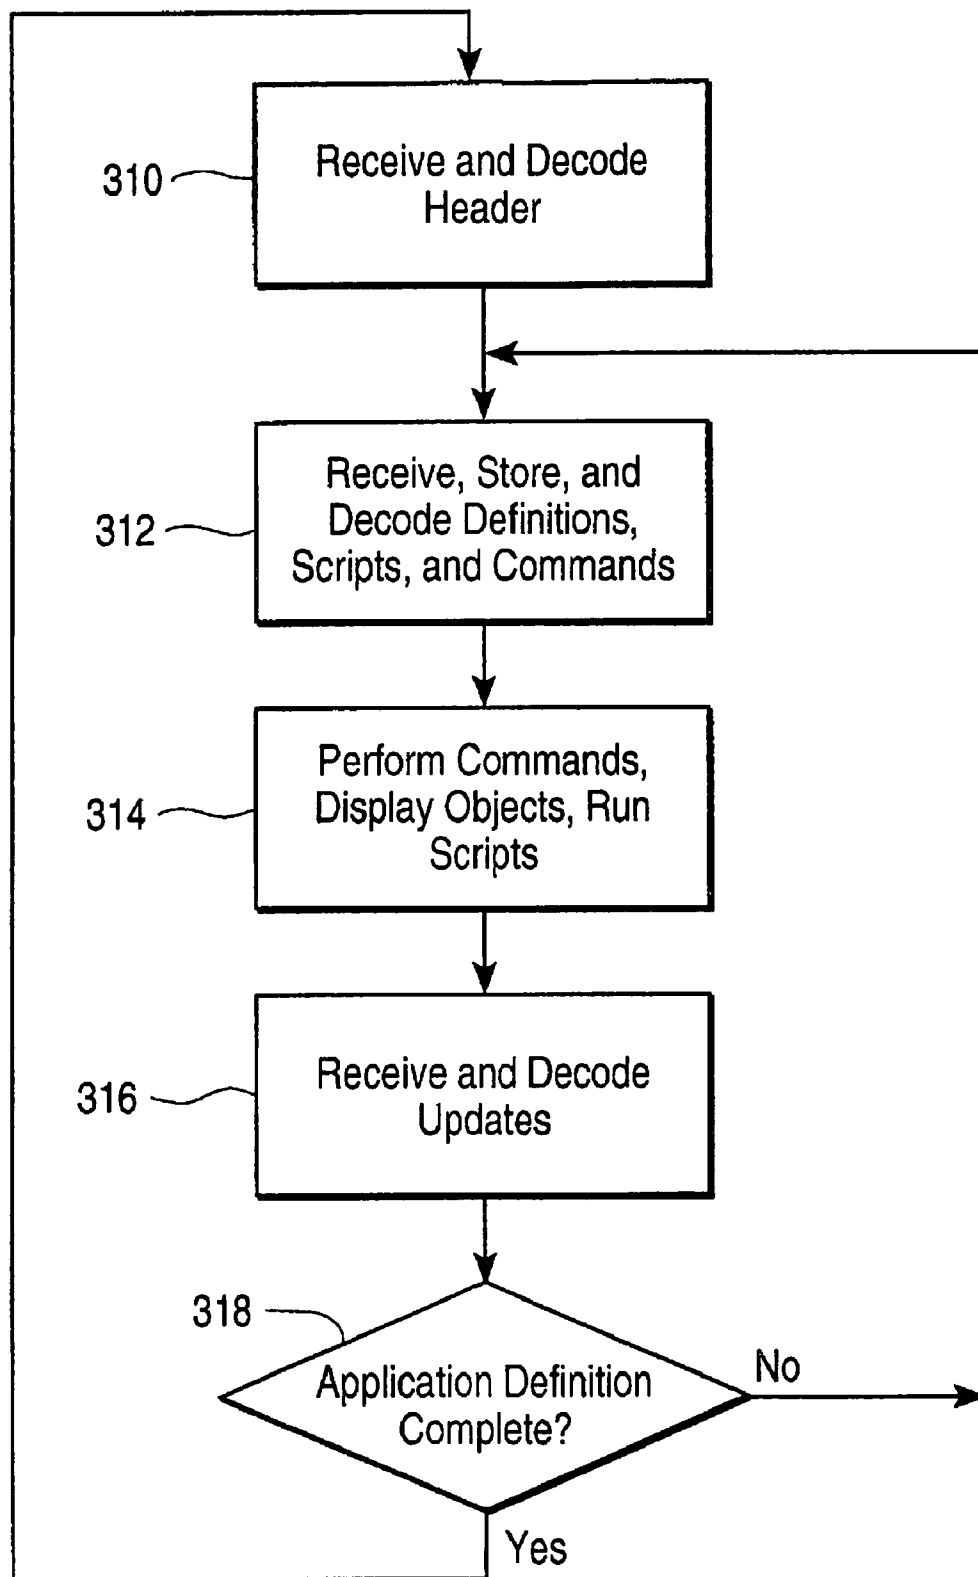 310
Receive and Decode
Header
312
Receive, Store, and
Decode Definitions,
Scripts, and Commands
314
Perform Commands,
Display Objects, Run
Scripts
316
Receive and Decode
Updates
318
Application Definition
Complete?
No
Yes